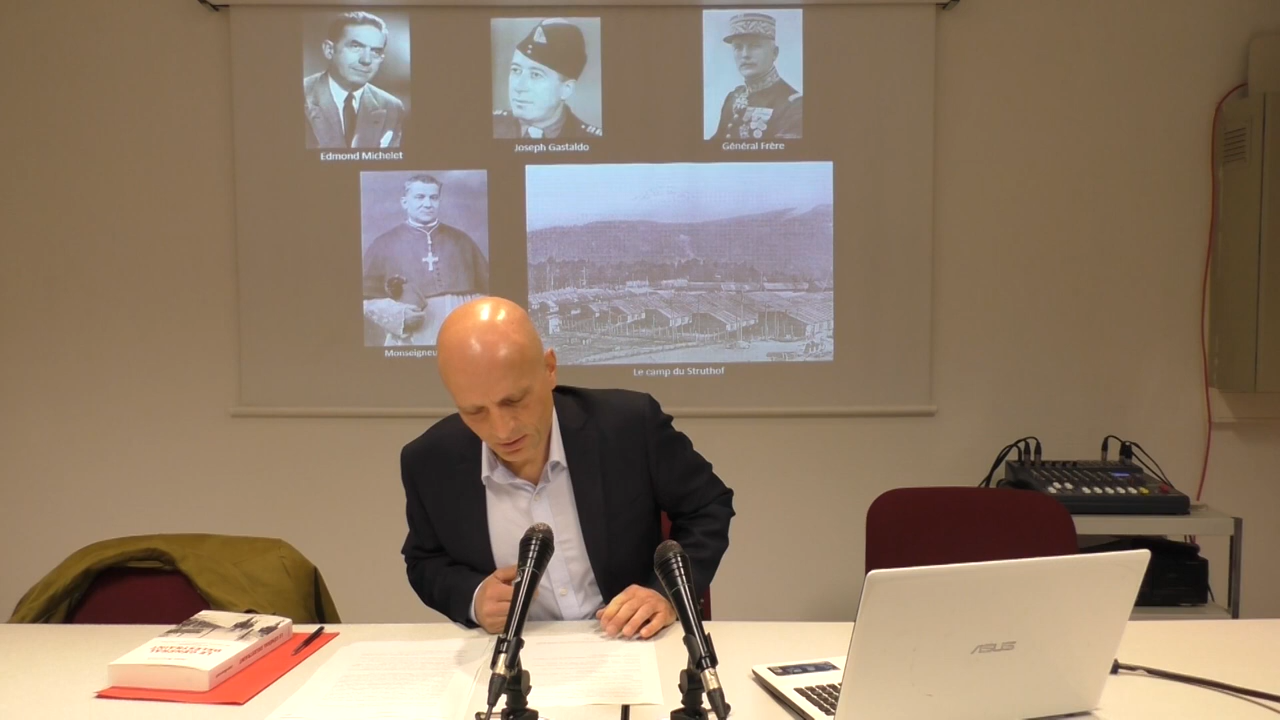 Edmond Michelet
Joseph Gastaldo
Général Frère
Monseigneu
Le camp du Struthof
ASUS